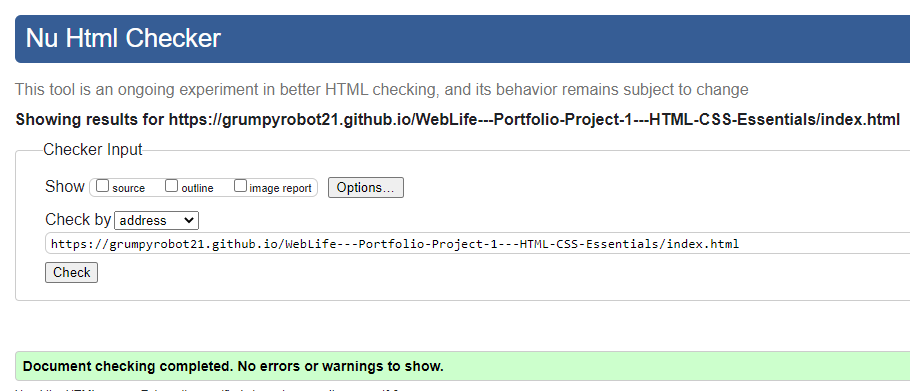 Nu Html Checker
This tool is an ongoing experiment in better HTML checking, and its behavior remains subject to change
Showing results for https://grumpyrobot21.github.io/WebLife---Portfolio-Project-1---HTML-CSS-Essentials/index.html
Checker Input
Show source outline image report Options...
Check by address
https://grumpyrobot21.github.io/WebLife---Portfolio-Project-1---HTML-CSS-Essentials/index.html
Check
Document checking completed. No errors or warnings to show.